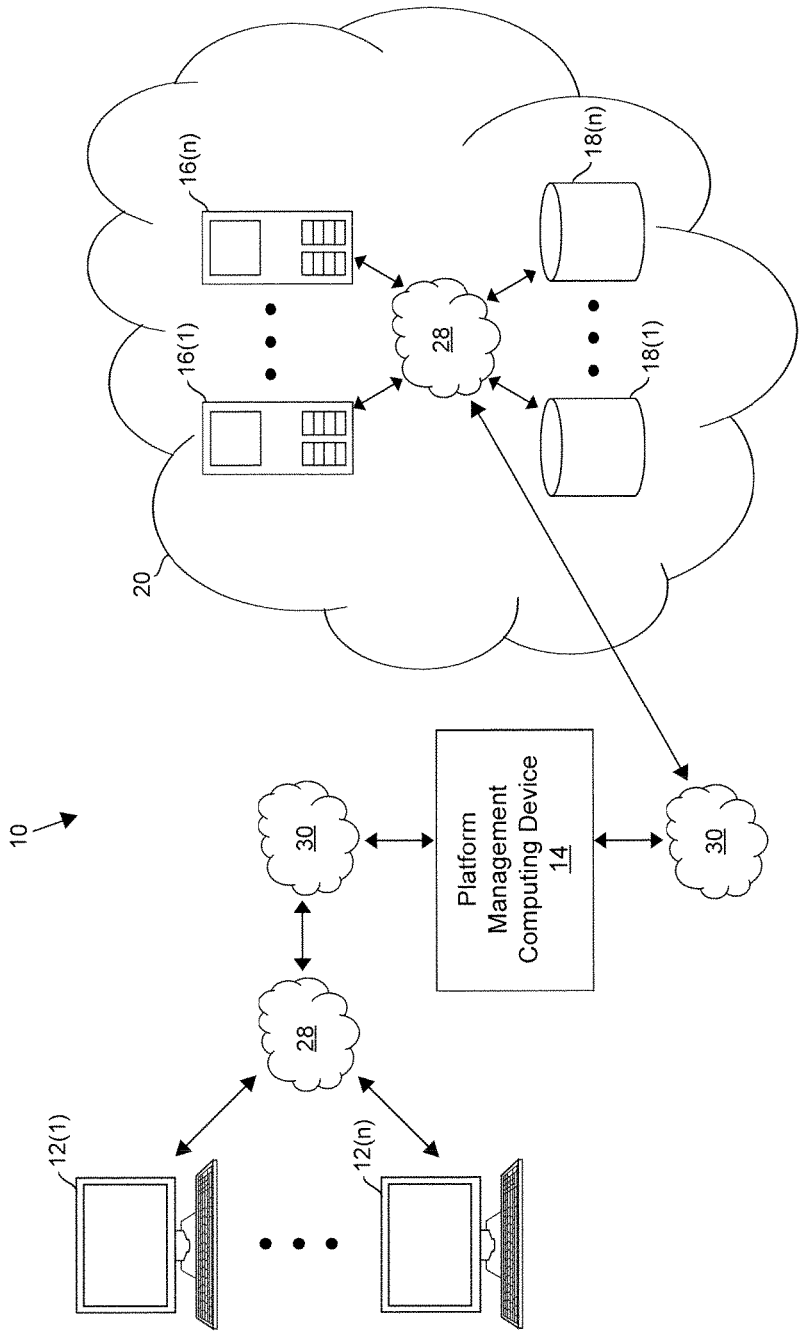 10
12(1)
12(n)
28
30
Platform
Management
Computing Device
14
30
20
16(1)
16(n)
28
18(1)
18(n)